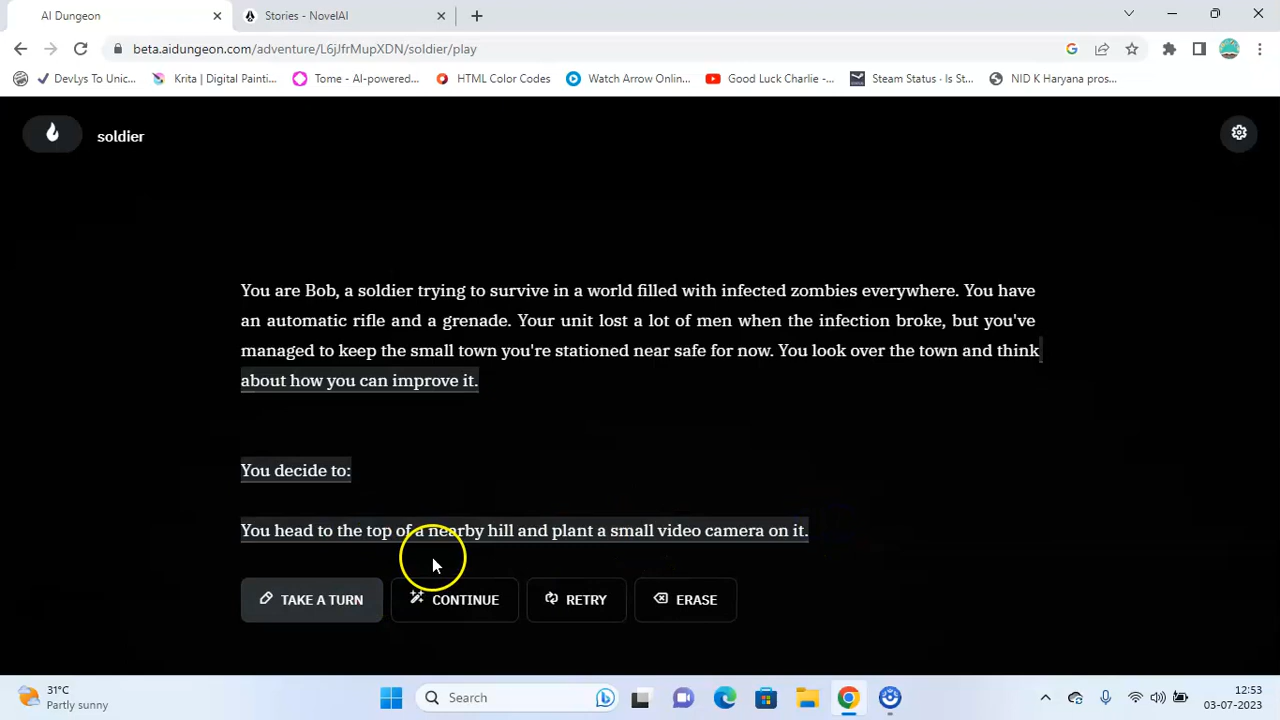 AI Dungeon
Stories - NovelAI
beta.aidungeon.com/adventure/L6jJfrMupXDN/soldier/play
DevLys To Unic...
Krita | Digital Painti...
Tome - AI-powered...
HTML Color Codes
Watch Arrow Onlin...
Good Luck Charlie -...
Steam Status · Is St...
NID K Haryana pros...
soldier
You are Bob, a soldier trying to survive in a world filled with infected zombies everywhere. You have
an automatic rifle and a grenade. Your unit lost a lot of men when the infection broke, but you've
managed to keep the small town you're stationed near safe for now. You look over the town and think
about how you can improve it.
You decide to:
You head to the top of a nearby hill and plant a small video camera on it.
TAKE A TURN
CONTINUE
RETRY
ERASE
31°C
Partly sunny
Search
12:53
03-07-2023